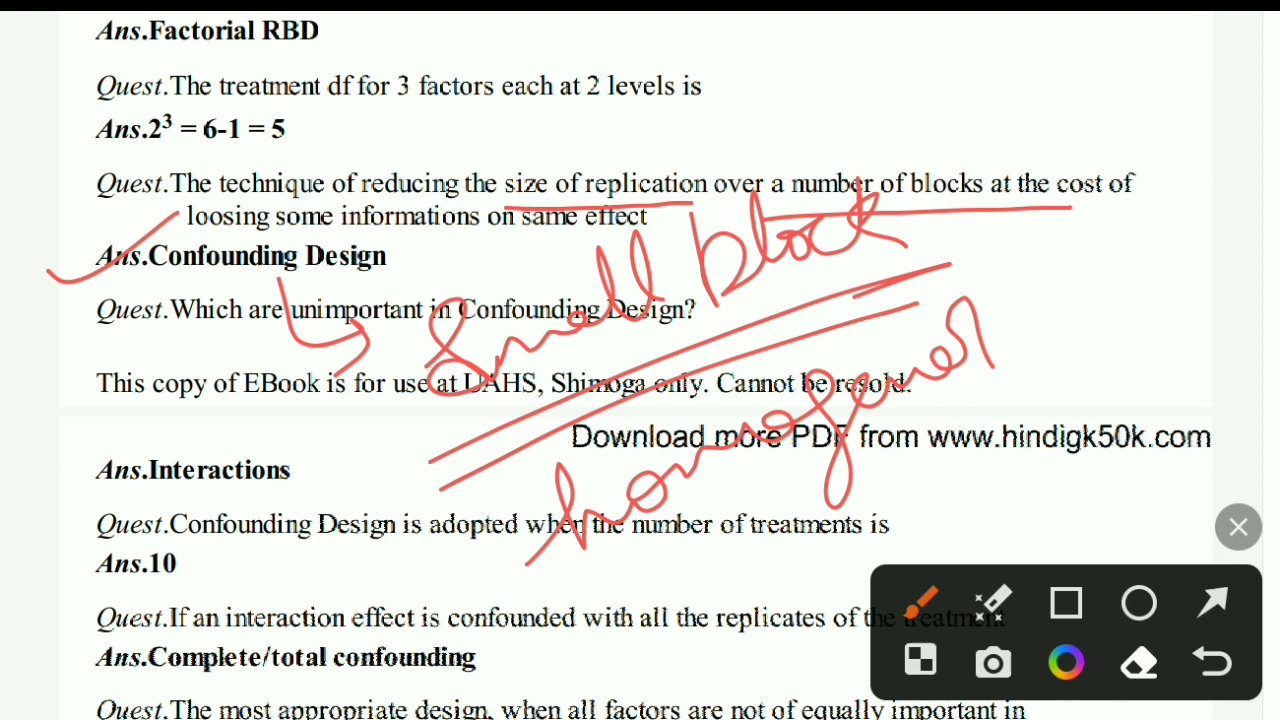 Ans.Factorial RBD
Quest.The treatment df for 3 factors each at 2 levels is
Ans.2³ = 6-1 = 5
Quest.The technique of reducing the size of replication over a number of blocks at the cost of
loosing some informations on same effect
Ans.Confounding Design
Quest.Which are unimportant in Confounding Design?
Small block
This copy of EBook is for use at UAHS, Shimoga only. Cannot be resold.
Download more PDF from www.hindigk50k.com
Ans.Interactions
Quest.Confounding Design is adopted when the number of treatments is
Ans.10
Quest.If an interaction effect is confounded with all the replicates of the treatment
Ans.Complete/total confounding
Quest.The most appropriate design, when all factors are not of equally important in